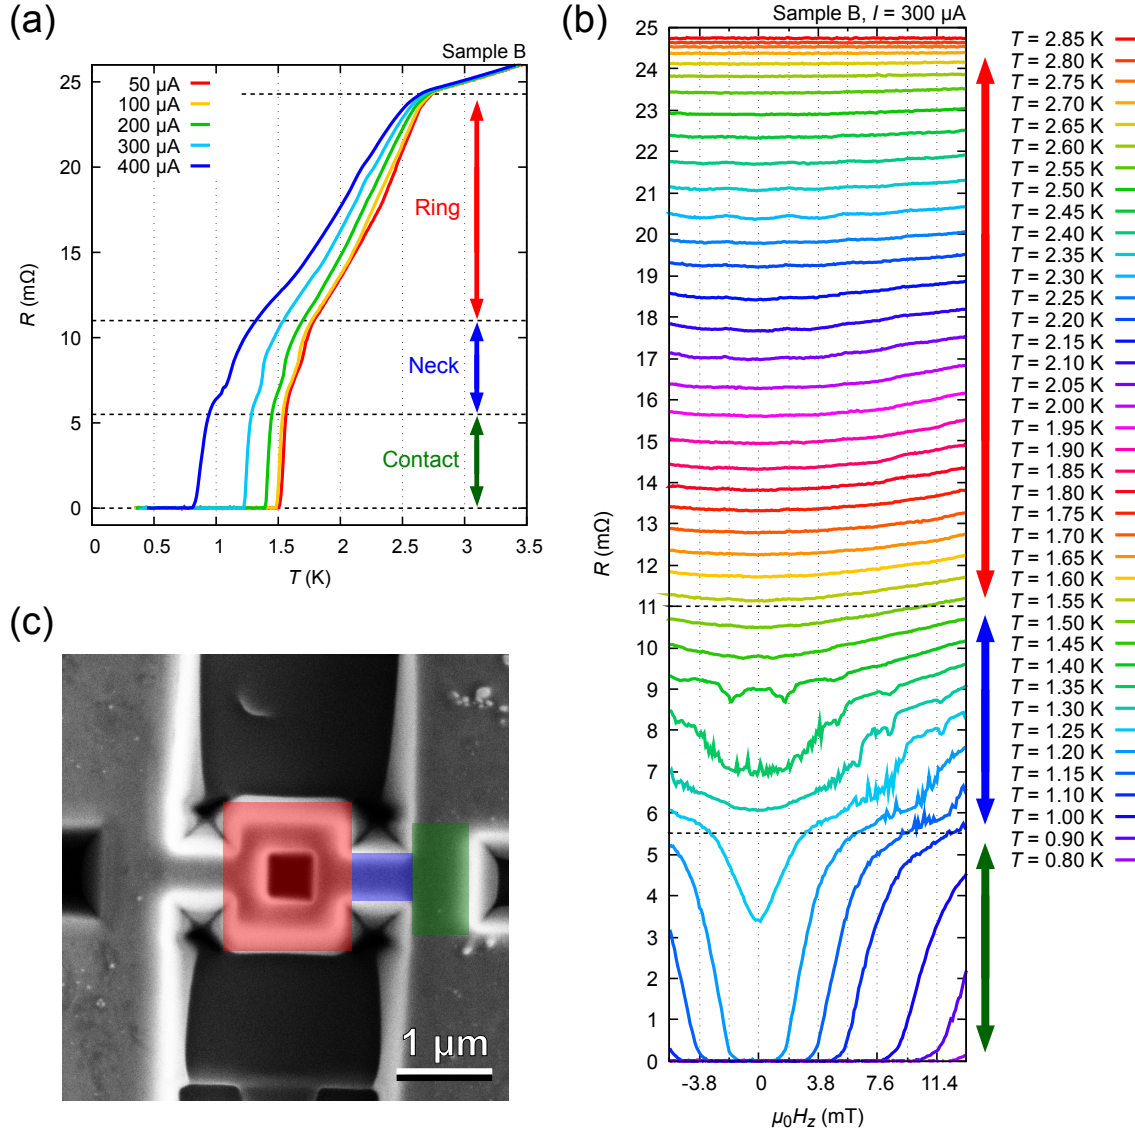 (a)
Sample B
25
20
15
10
5
0
R (mΩ)
50 μA
100 μA
200 μA
300 μA
400 μA
Ring
Neck
Contact
0 0.5 1 1.5 2 2.5 3 3.5
T (K)
(b)
Sample B, I = 300 μA
25
24
23
22
21
20
19
18
17
16
15
14
13
12
11
10
9
8
7
6
5
4
3
2
1
0
R (mΩ)
-3.8 0 3.8 7.6 11.4
μ₀Hz (mT)
T = 2.85 K
T = 2.80 K
T = 2.75 K
T = 2.70 K
T = 2.65 K
T = 2.60 K
T = 2.55 K
T = 2.50 K
T = 2.45 K
T = 2.40 K
T = 2.35 K
T = 2.30 K
T = 2.25 K
T = 2.20 K
T = 2.15 K
T = 2.10 K
T = 2.05 K
T = 2.00 K
T = 1.95 K
T = 1.90 K
T = 1.85 K
T = 1.80 K
T = 1.75 K
T = 1.70 K
T = 1.65 K
T = 1.60 K
T = 1.55 K
T = 1.50 K
T = 1.45 K
T = 1.40 K
T = 1.35 K
T = 1.30 K
T = 1.25 K
T = 1.20 K
T = 1.15 K
T = 1.10 K
T = 1.00 K
T = 0.90 K
T = 0.80 K
(c)
1 μm